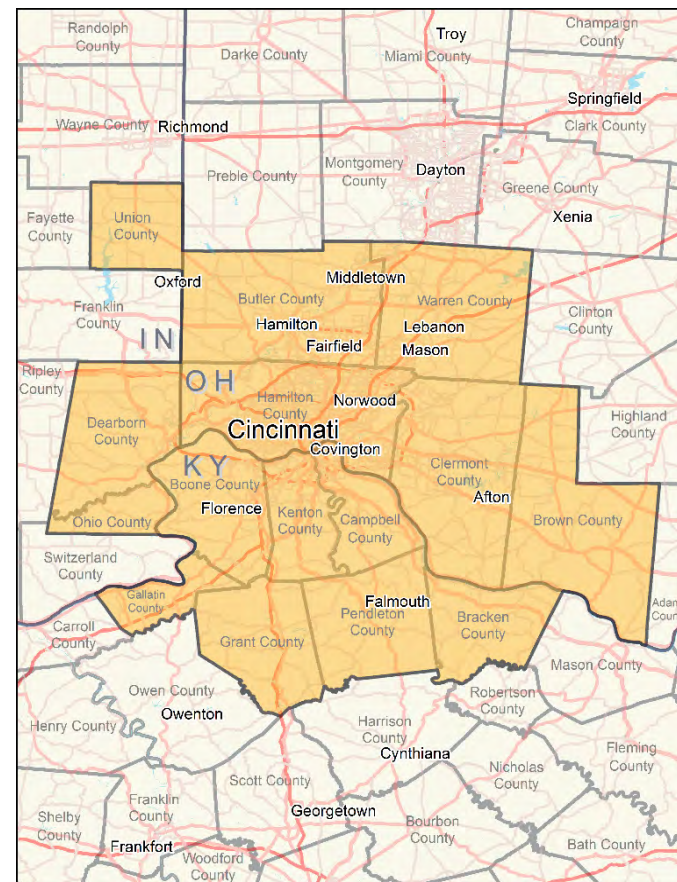 Randolph
County
Darke County
Troy
Miami County
Champaign
County
Springfield
Clark County
Wayne County
Richmond
Preble County
Montgomery
County
Dayton
Greene County
Xenia
Fayette
County
Union
County
Oxford
Franklin
County
Middletown
Butler County
Warren County
Hamilton
Lebanon
Fairfield
Mason
Clinton
County
IN
Ripley
County
OH
Hamilton
County
Norwood
Dearborn
County
Highland
County
Cincinnati
Covington
KY
Boone County
Clermont
County
Afton
Florence
Kenton
County
Campbell
County
Brown County
Ohio County
Switzerland
County
Gallatin
County
Falmouth
Pendleton
County
Bracken
County
Grant County
Carroll
County
Mason County
Owen County
Owenton
Robertson
County
Henry County
Harrison
County
Cynthiana
Fleming
County
Nicholas
County
Scott County
Franklin
County
Georgetown
Shelby
County
Bourbon
County
Frankfort
Woodford
County
Bath County